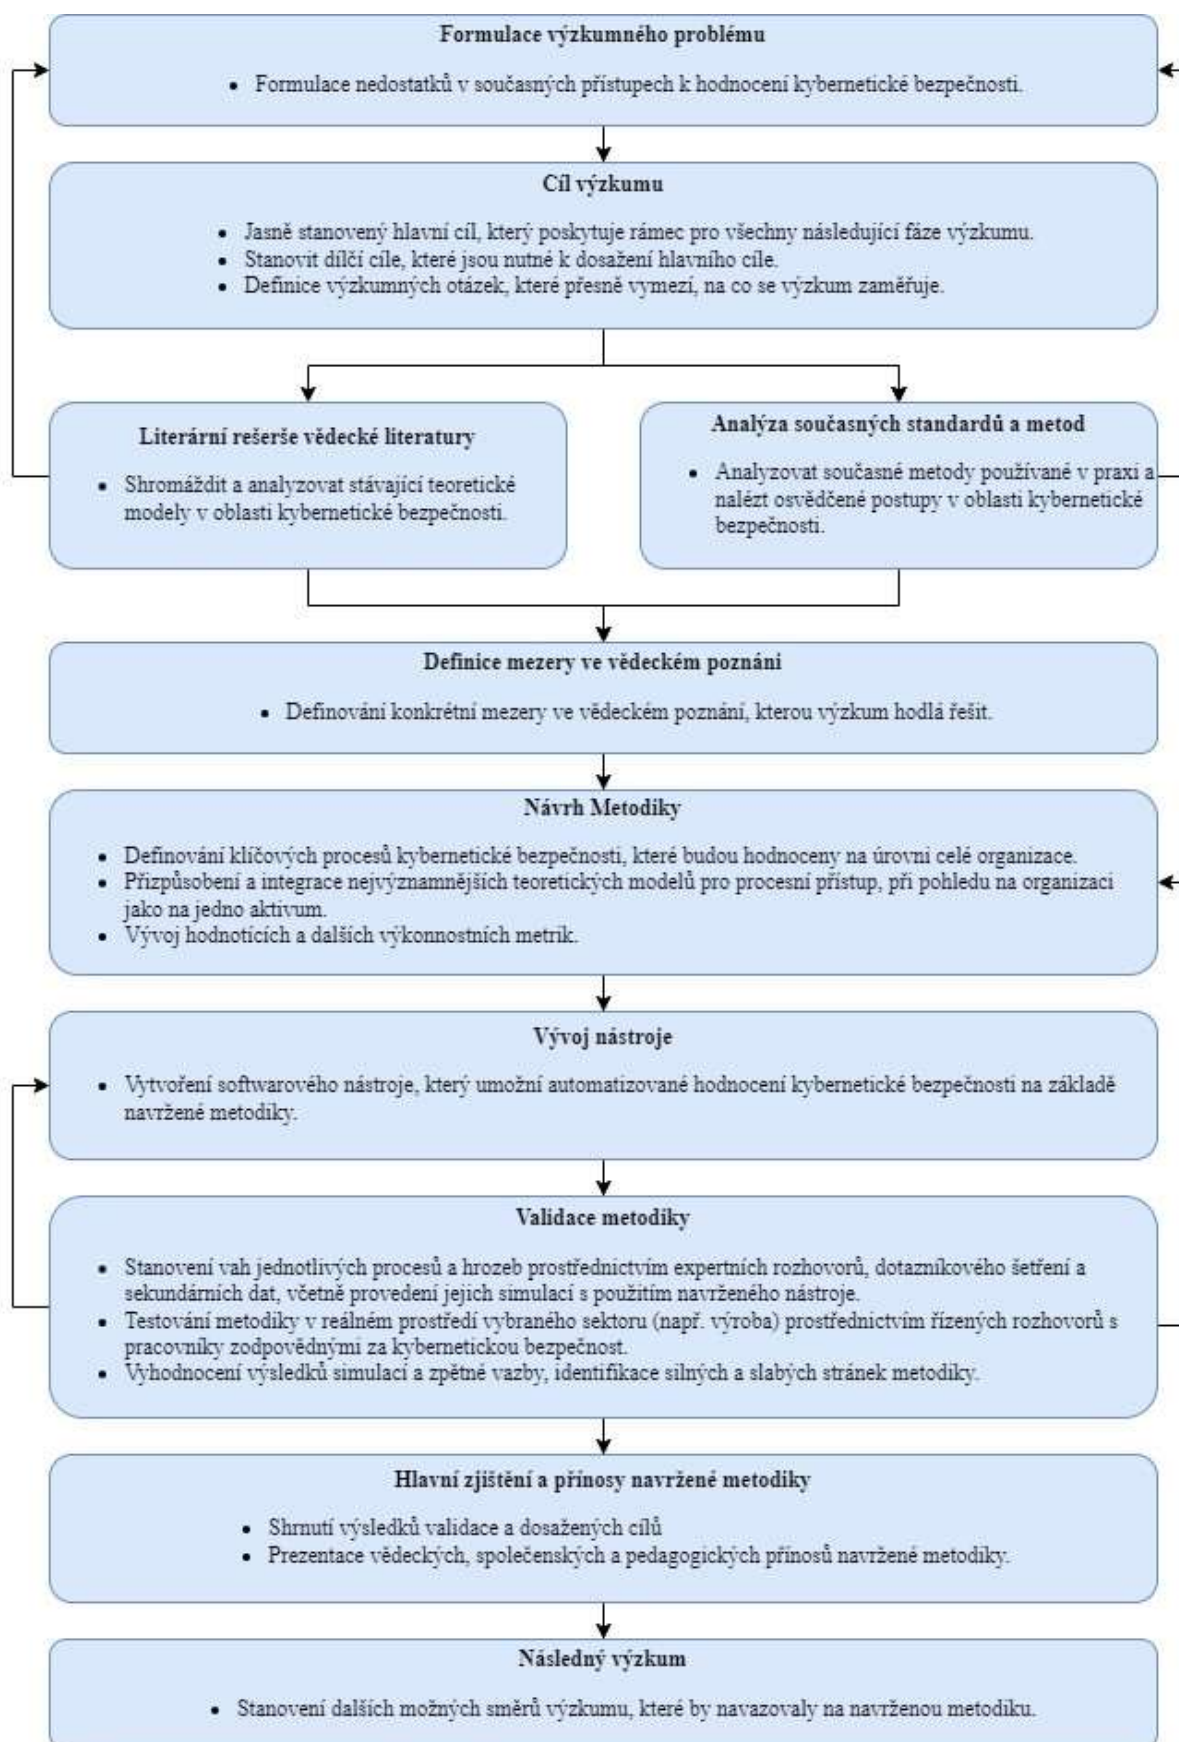 Formulace výzkumného problému
• Formulace nedostatků v současných přístupech k hodnocení kybernetické bezpečnosti.
Cíl výzkumu
• Jasně stanovený hlavní cíl, který poskytuje rámec pro všechny následující fáze výzkumu.
• Stanovit dílčí cíle, které jsou nutné k dosažení hlavního cíle.
• Definice výzkumných otázek, které přesně vymezí, na co se výzkum zaměřuje.
Literární rešerše vědecké literatury
• Shromáždit a analyzovat stávající teoretické
modely v oblasti kybernetické bezpečnosti.
Analýza současných standardů a metod
• Analyzovat současné metody používané v praxi a
nalézt osvědčené postupy v oblasti kybernetické
bezpečnosti.
Definice mezery ve vědeckém poznání
• Definování konkrétní mezery ve vědeckém poznání, kterou výzkum hodlá řešit.
Návrh Metodiky
• Definování klíčových procesů kybernetické bezpečnosti, které budou hodnoceny na úrovni celé organizace.
• Přizpůsobení a integrace nejvýznamnějších teoretických modelů pro procesní přístup, při pohledu na organizaci
jako na jedno aktivum.
• Vývoj hodnotících a dalších výkonnostních metrik.
Vývoj nástroje
• Vytvoření softwarového nástroje, který umožní automatizované hodnocení kybernetické bezpečnosti na základě
navržené metodiky.
Validace metodiky
• Stanovení vah jednotlivých procesů a hrozeb prostřednictvím expertních rozhovorů, dotazníkového šetření a
sekundárních dat, včetně provedení jejich simulací s použitím navrženého nástroje.
• Testování metodiky v reálném prostředí vybraného sektoru (např. výroba) prostřednictvím řízených rozhovorů s
pracovníky zodpovědnými za kybernetickou bezpečnost.
• Vyhodnocení výsledků simulací a zpětné vazby, identifikace silných a slabých stránek metodiky.
Hlavní zjištění a přínosy navržené metodiky
• Shrnutí výsledků validace a dosažených cílů
• Prezentace vědeckých, společenských a pedagogických přínosů navržené metodiky.
Následný výzkum
• Stanovení dalších možných směrů výzkumu, které by navazovaly na navrženou metodiku.